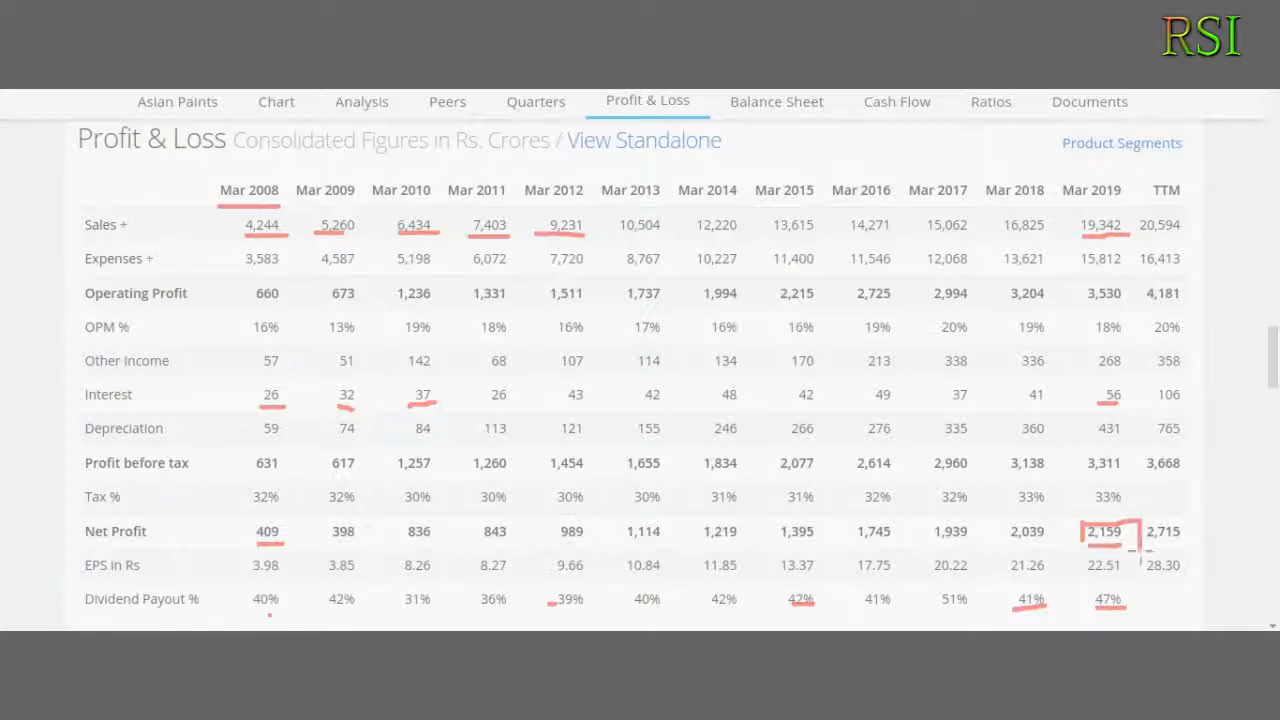 RSI
Asian Paints Chart Analysis Peers Quarters Profit & Loss Balance Sheet Cash Flow Ratios Documents
Profit & Loss Consolidated Figures in Rs. Crores / View Standalone Product Segments
Mar 2008 Mar 2009 Mar 2010 Mar 2011 Mar 2012 Mar 2013 Mar 2014 Mar 2015 Mar 2016 Mar 2017 Mar 2018 Mar 2019 TTM
Sales + 4,244 5,260 6,434 7,403 9,231 10,504 12,220 13,615 14,271 15,062 16,825 19,342 20,594
Expenses + 3,583 4,587 5,198 6,072 7,720 8,767 10,227 11,400 11,546 12,068 13,621 15,812 16,413
Operating Profit 660 673 1,236 1,331 1,511 1,737 1,994 2,215 2,725 2,994 3,204 3,530 4,181
OPM % 16% 13% 19% 18% 16% 17% 16% 16% 19% 20% 19% 18% 20%
Other Income 57 51 142 68 107 114 134 170 213 338 336 268 358
Interest 26 32 37 26 43 42 48 42 49 37 41 56 106
Depreciation 59 74 84 113 121 155 246 266 276 335 360 431 765
Profit before tax 631 617 1,257 1,260 1,454 1,655 1,834 2,077 2,614 2,960 3,138 3,311 3,668
Tax % 32% 32% 30% 30% 30% 30% 31% 31% 32% 32% 33% 33%
Net Profit 409 398 836 843 989 1,114 1,219 1,395 1,745 1,939 2,039 2,159 2,715
EPS in Rs 3.98 3.85 8.26 8.27 9.66 10.84 11.85 13.37 17.75 20.22 21.26 22.51 28.30
Dividend Payout % 40% 42% 31% 36% 39% 40% 42% 42% 41% 51% 41% 47%